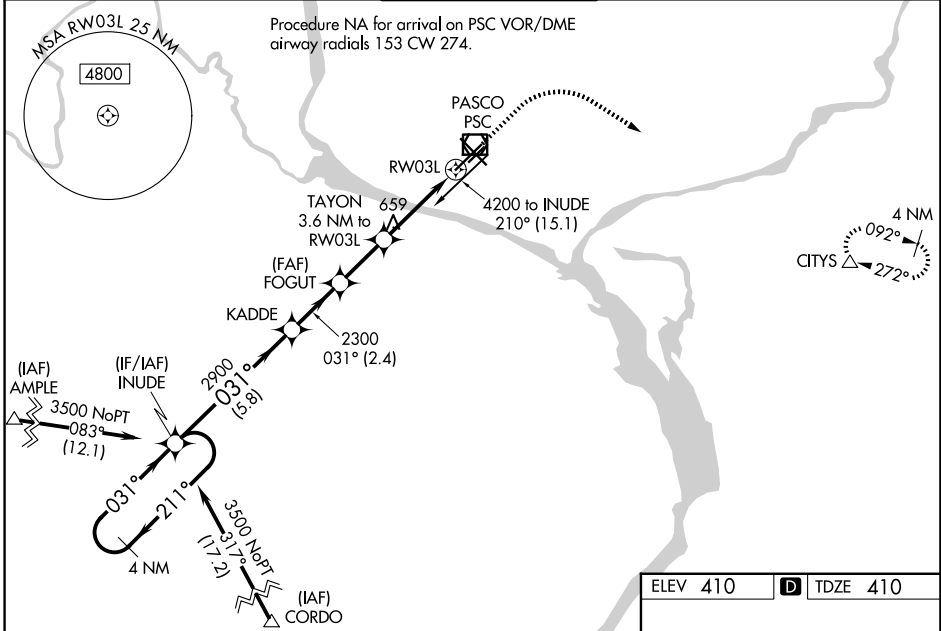 MSA RW03L 25 NM
4800
Procedure NA for arrival on PSC VOR/DME
airway radials 153 CW 274.
PASCO
PSC
RW03L
TAYON
3.6 NM to
RW03L
659
4200 to INUDE
210° (15.1)
4 NM
092°
CITYS
272°
(FAF)
FOGUT
KADDE
2300
031° (2.4)
(IAF)
AMPLE
(IF/IAF)
INUDE
2900
031°
(5.8)
3500 NoPT
083°
(12.1)
031°
211°
4 NM
3500 NoPT
317°
(17.2)
(IAF)
CORDO
ELEV 410 D TDZE 410